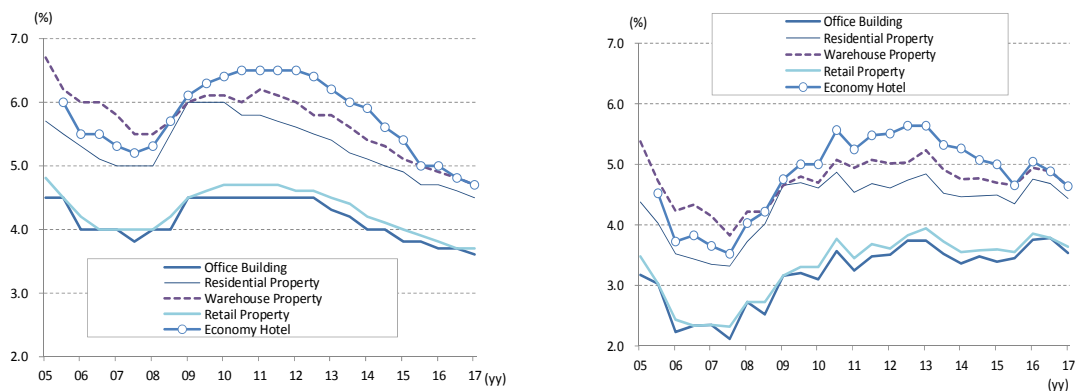 (%)
7.0
6.0
5.0
4.0
3.0
2.0
Office Building
Residential Property
Warehouse Property
Retail Property
Economy Hotel
05 06 07 08 09 10 11 12 13 14 15 16 17 (yy)
(%)
Office Building
Residential Property
Warehouse Property
Retail Property
Economy Hotel
7.0
6.0
5.0
4.0
3.0
2.0
05 06 07 08 09 10 11 12 13 14 15 16 17
(yy)